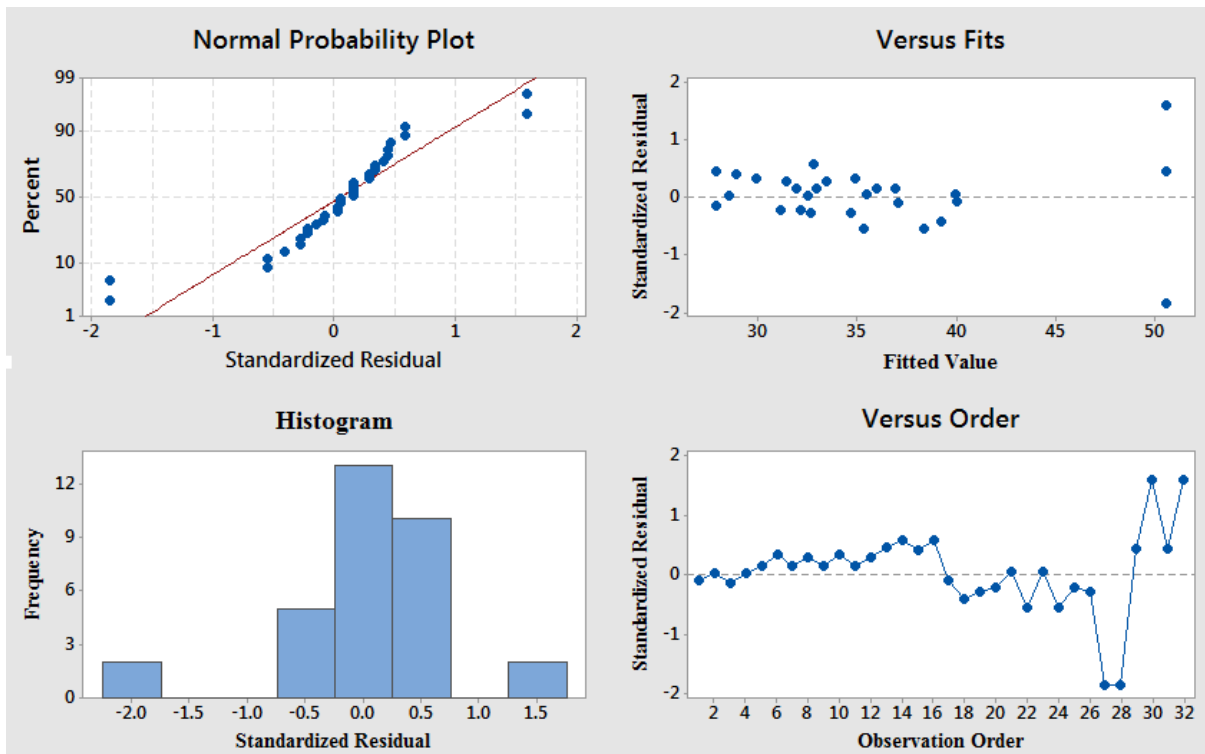 Normal Probability Plot
Percent
99
90
50
10
1
-2 -1 0 1 2
Standardized Residual
Versus Fits
Standardized Residual
2
1
0
-1
-2
30 35 40 45 50
Fitted Value
Histogram
Frequency
12
9
6
3
0
-2.0 -1.5 -1.0 -0.5 0.0 0.5 1.0 1.5
Standardized Residual
Versus Order
Standardized Residual
2
1
0
-1
-2
2 4 6 8 10 12 14 16 18 20 22 24 26 28 30 32
Observation Order